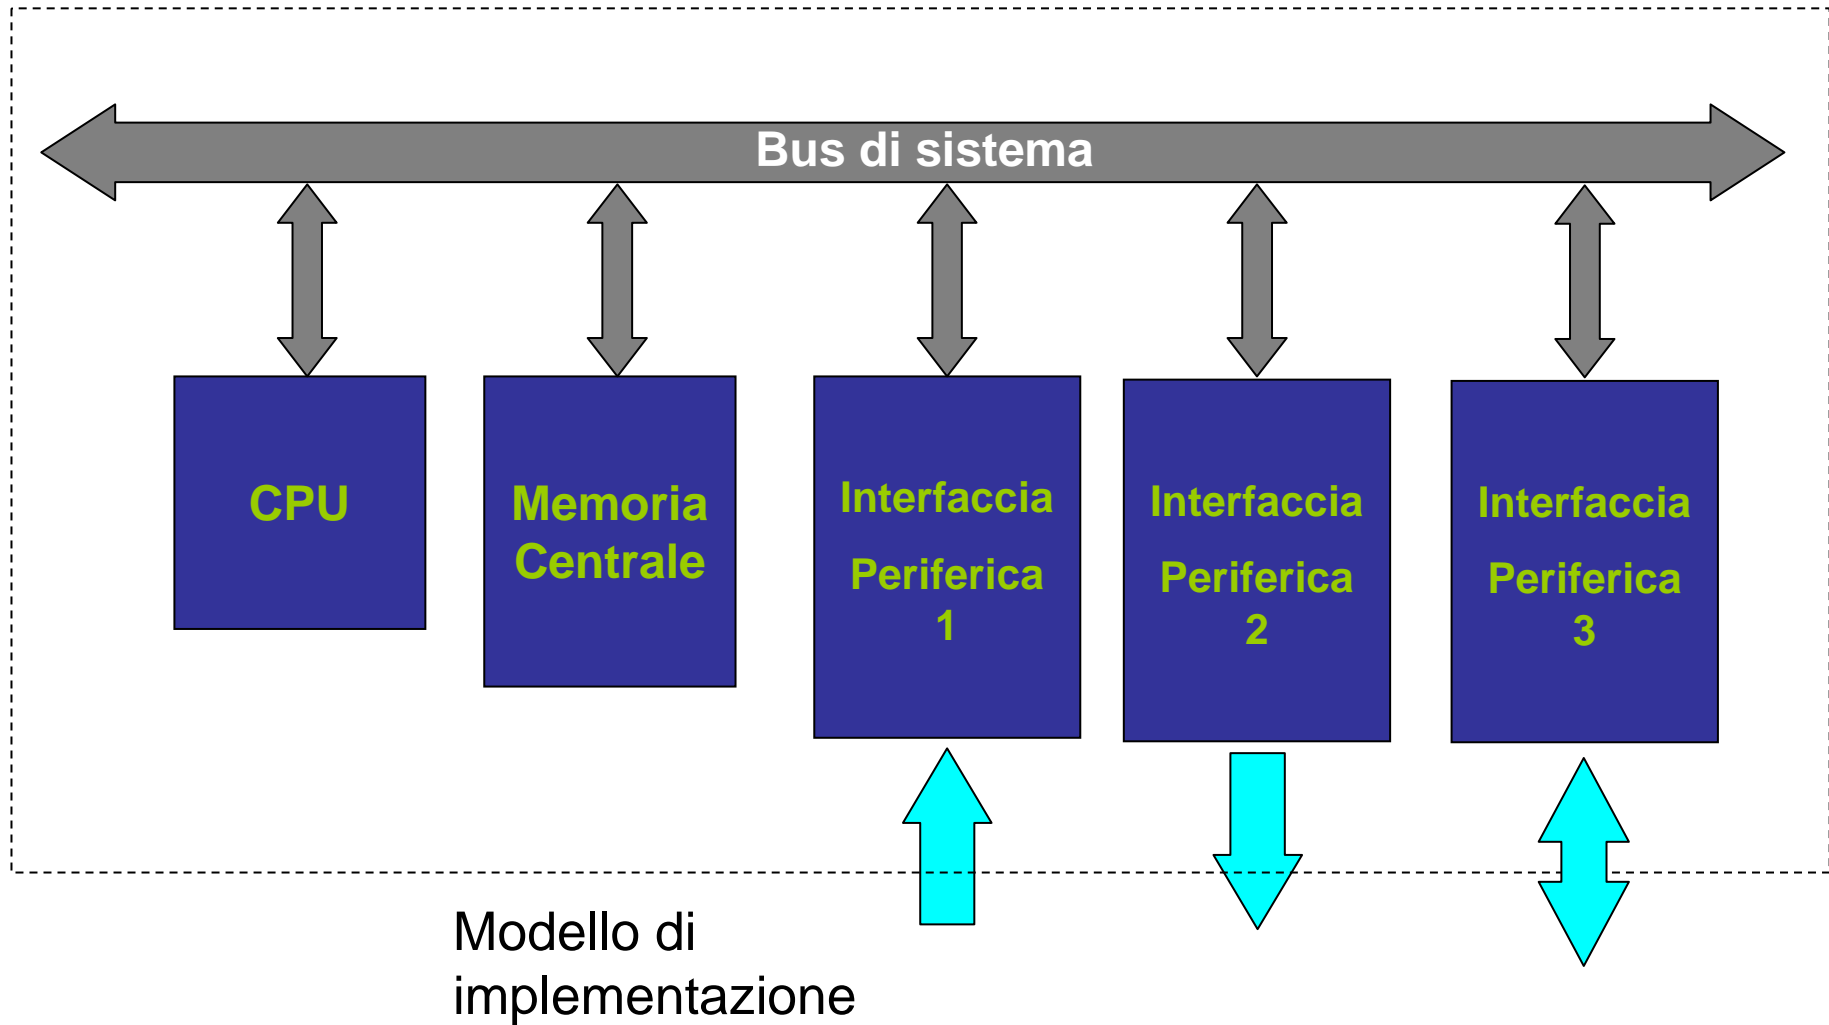 Bus di sistema
CPU
Memoria
Centrale
Interfaccia
Periferica
1
Interfaccia
Periferica
2
Interfaccia
Periferica
3
Modello di
implementazione